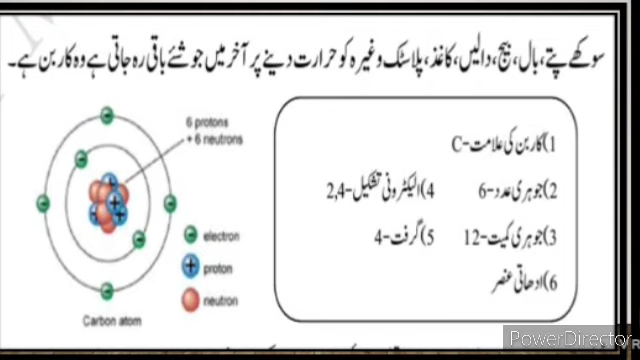 سوکھے پتے، بال، بیج، دالیں، کاغذ، پلاسٹک وغیرہ کو حرارت دینے پر آخر میں جو شئے باقی رہ جاتی ہے وہ کاربن ہے۔
1) کاربن کی علامت-C
2) جوہری عدد-6
4) الیکٹرونی تشکیل-2,4
3) جوہری کمیت-12
5) گرفت-4
6) ادھاتی عنصر
6 protons
+ 6 neutrons
electron
proton
neutron
Carbon atom
PowerDirector